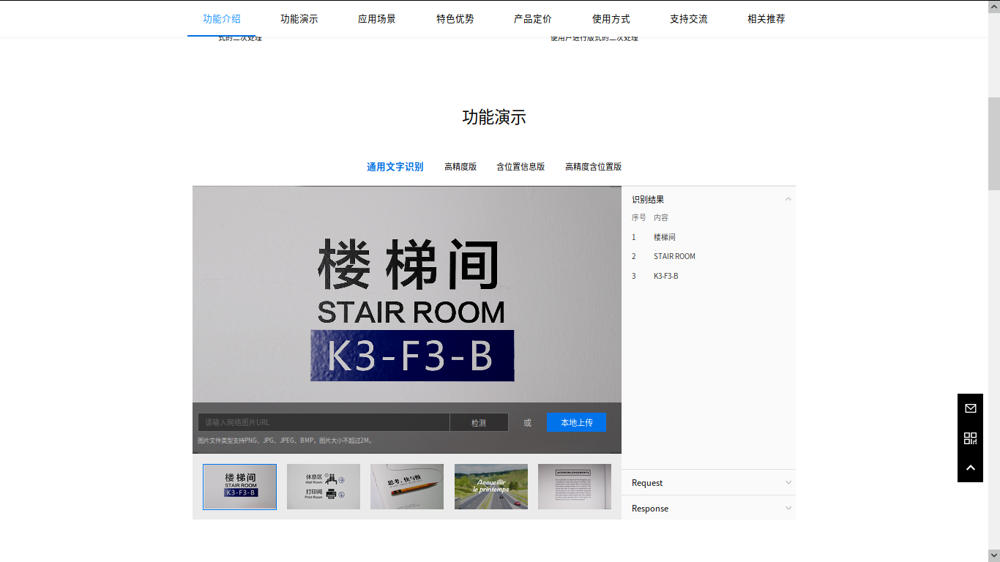 功能介绍 功能演示 应用场景 特色优势 产品定价 使用方式 支持交流 相关推荐
式的二次处理 使用户进行版式的二次处理
功能演示
通用文字识别 高精度版 含位置信息版 高精度含位置版
楼梯间
STAIR ROOM
K3-F3-B
请输入网络图片URL 检测 或 本地上传
图片文件类型支持PNG、JPG、JPEG、BMP，图片大小不超过2M。
楼梯间
STAIR ROOM
K3-F3-B
休息区
Mail Room
打印间
Print Room
思考，快与慢
Accueillir
le printemps
ACKNOWLEDGEMENTS
识别结果
序号 内容
1 楼梯间
2 STAIR ROOM
3 K3-F3-B
Request
Response